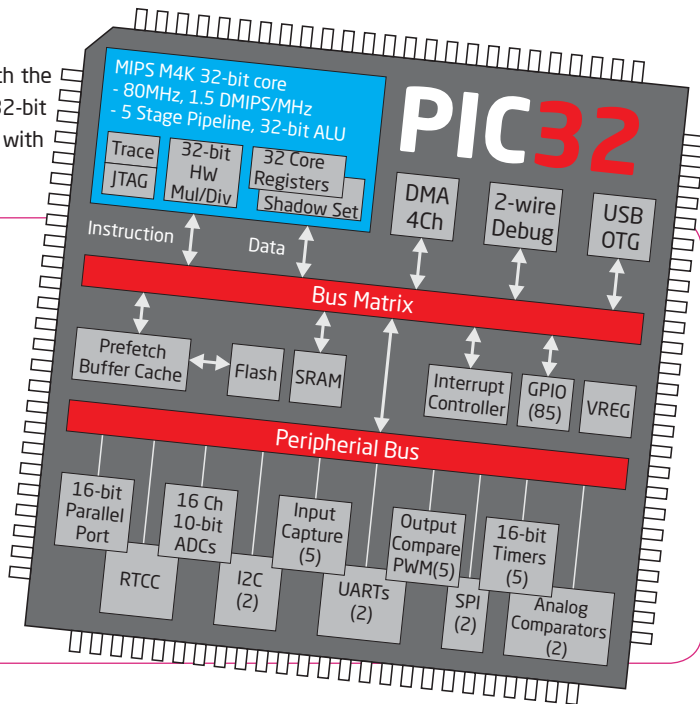 th the
32-bit
with
MIPS M4K 32-bit core
- 80MHz, 1.5 DMIPS/MHz
- 5 Stage Pipeline, 32-bit ALU
Trace
JTAG
32-bit
HW
Mul/Div
32 Core
Registers
Shadow Set
PIC32
DMA
4Ch
2-wire
Debug
USB
OTG
Instruction
Data
Bus Matrix
Prefetch
Buffer Cache
Flash
SRAM
Interrupt
Controller
GPIO
(85)
VREG
Peripherial Bus
16-bit
Parallel
Port
RTCC
16 Ch
10-bit
ADCs
I2C
(2)
Input
Capture
(5)
UARTs
(2)
Output
Compare
PWM(5)
SPI
(2)
16-bit
Timers
(5)
Analog
Comparators
(2)